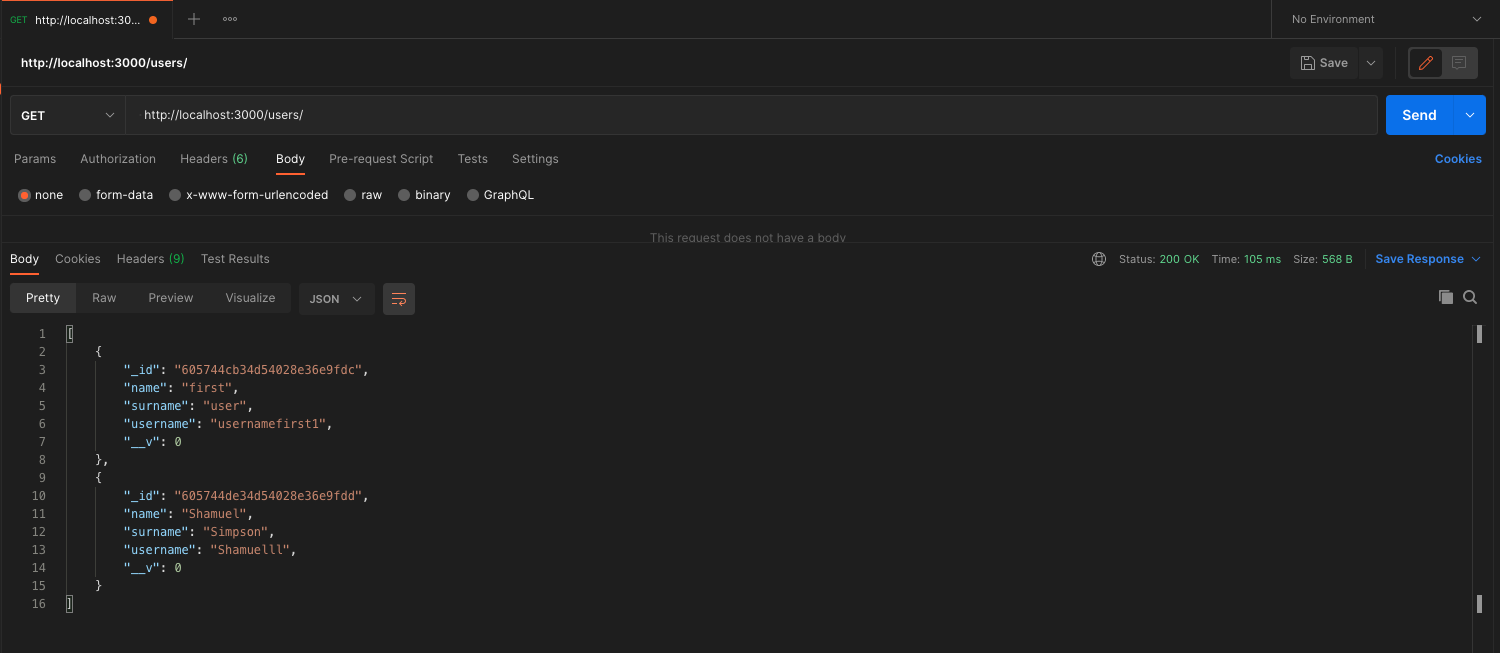 GET http://localhost:30...
No Environment
http://localhost:3000/users/
Save
GET http://localhost:3000/users/ Send
Params Authorization Headers (6) Body Pre-request Script Tests Settings Cookies
none form-data x-www-form-urlencoded raw binary GraphQL
This request does not have a body
Body Cookies Headers (9) Test Results Status: 200 OK Time: 105 ms Size: 568 B Save Response
Pretty Raw Preview Visualize JSON
1 [
2 {
3 "_id": "605744cb34d54028e36e9fdc",
4 "name": "first",
5 "surname": "user",
6 "username": "usernamefirst1",
7 "__v": 0
8 },
9 {
10 "_id": "605744de34d54028e36e9fdd",
11 "name": "Shamuel",
12 "surname": "Simpson",
13 "username": "Shamuelll",
14 "__v": 0
15 }
16 ]